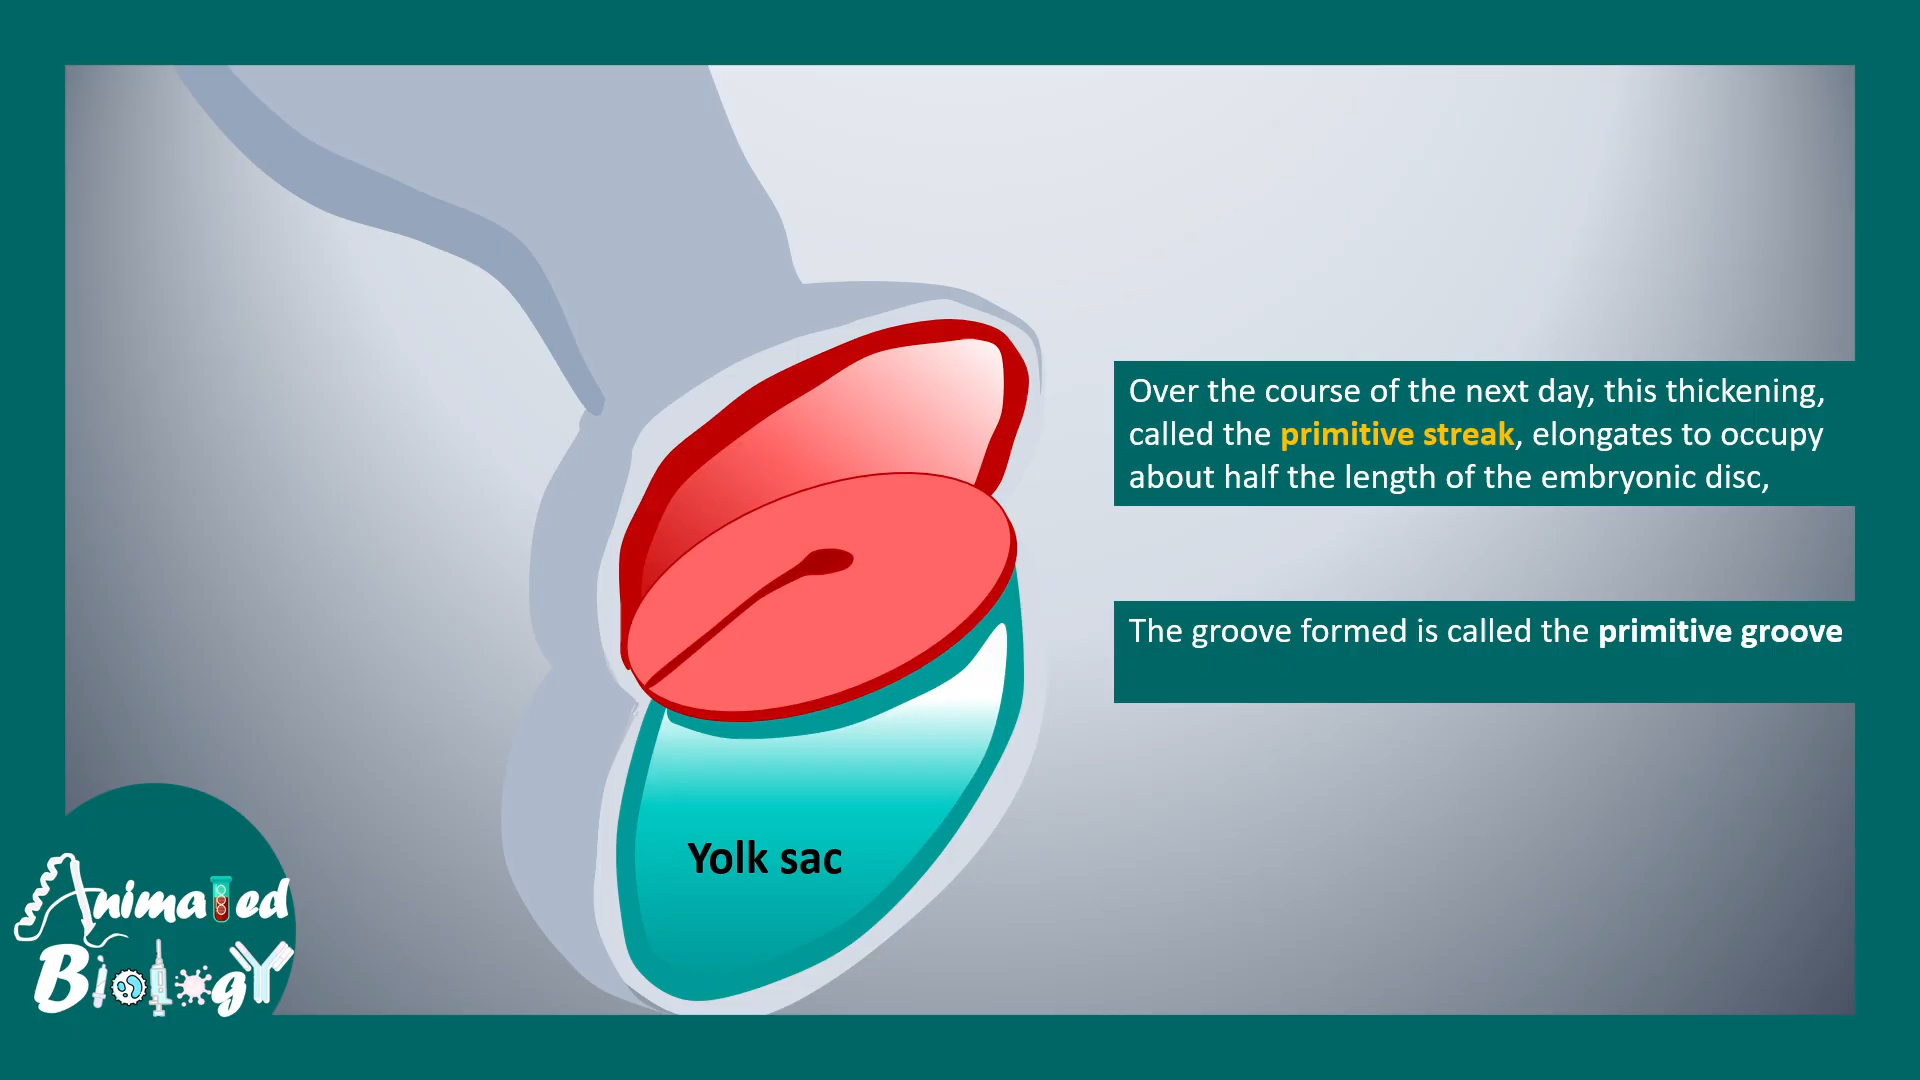 Over the course of the next day, this thickening,
called the primitive streak, elongates to occupy
about half the length of the embryonic disc,
The groove formed is called the primitive groove
Yolk sac
Animated
Biology